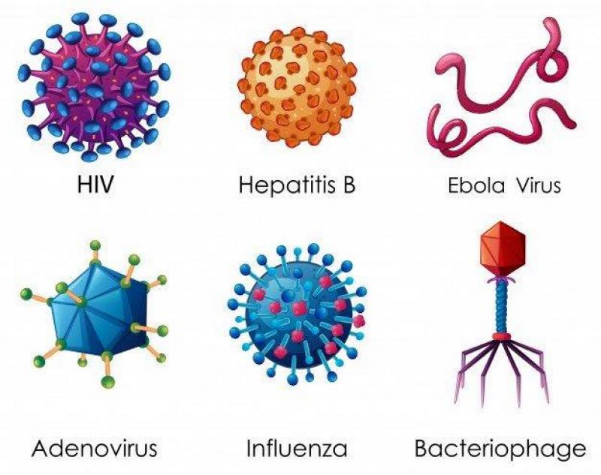 HIV
Hepatitis B
Ebola Virus
Adenovirus
Influenza
Bacteriophage